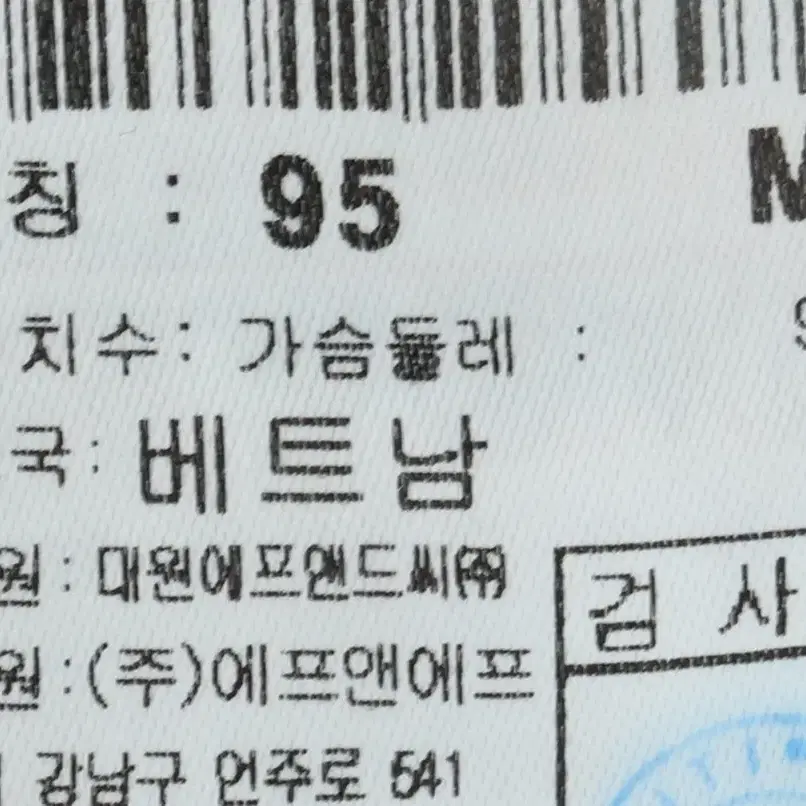 칭 : 95 M
치수: 가슴둘레 :
국: 베트남
원 : 대원에프앤드씨㈜
원 :(주)에프앤에프
강남구 언주로 541
검 사